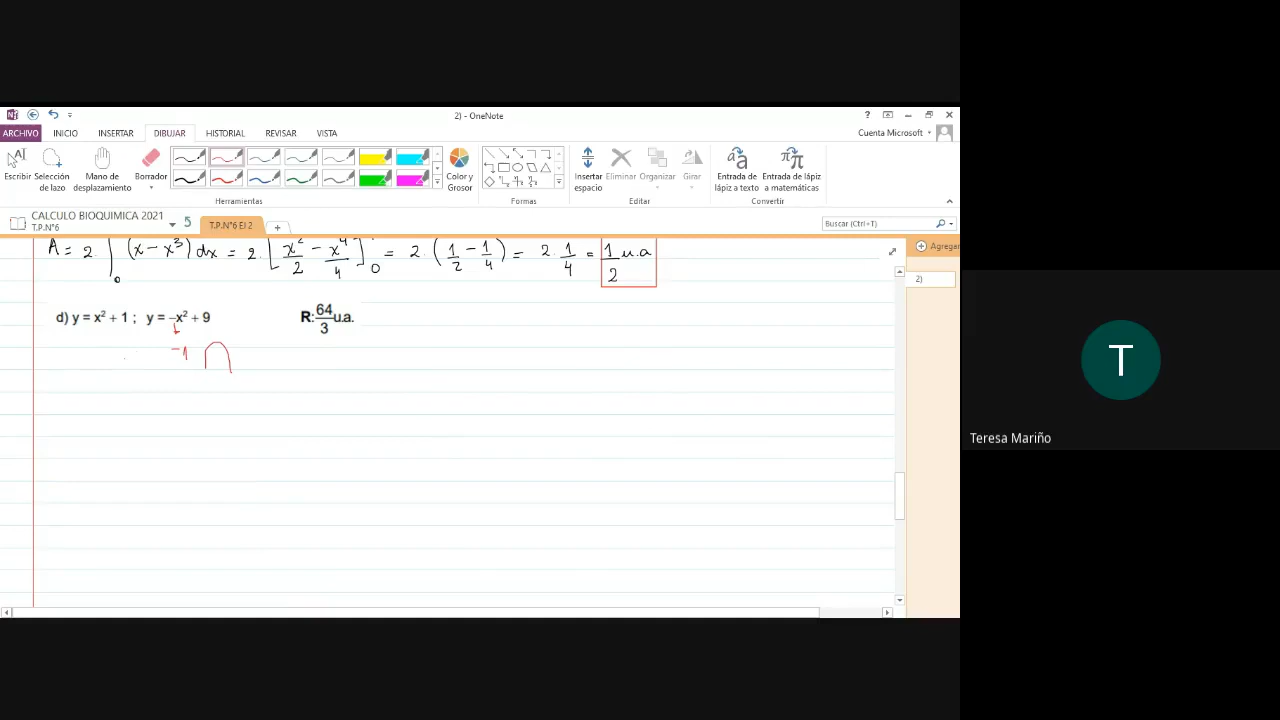 2) - OneNote
?
ARCHIVO INICIO INSERTAR DIBUJAR HISTORIAL REVISAR VISTA
Cuenta Microsoft
Escribir
Selección de lazo
Mano de desplazamiento
Borrador
Color y Grosor
Insertar espacio
Eliminar
Organizar
Girar
Entrada de lápiz a texto
Entrada de lápiz a matemáticas
Herramientas
Formas
Editar
Convertir
CALCULO BIOQUIMICA 2021
T.P.N°6
T.P.N°6 EJ 2
+
Buscar (Ctrl+T)
Agregar
2)
A = 2 ∫₀ (x − x³) dx = 2. [x²/2 − x⁴/4]₀ = 2. (1/2 − 1/4) = 2. 1/4 = 1/2 u.a
d) y = x² + 1 ; y = −x² + 9 R: 64/3 u.a.
−1
T
Teresa Mariño